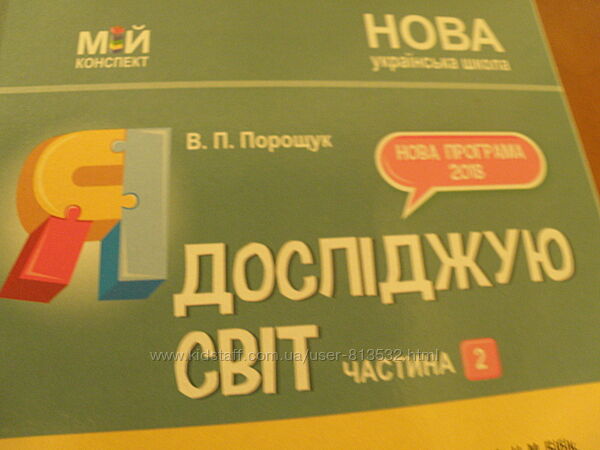 МІЙ
КОНСПЕКТ
НОВА
українська школа
В. П. Порощук
НОВА ПРОГРАМА
2018
Я
ДОСЛІДЖУЮ
СВІТ
ЧАСТИНА 2
www.kidstaff.com.ua/user-813532.html